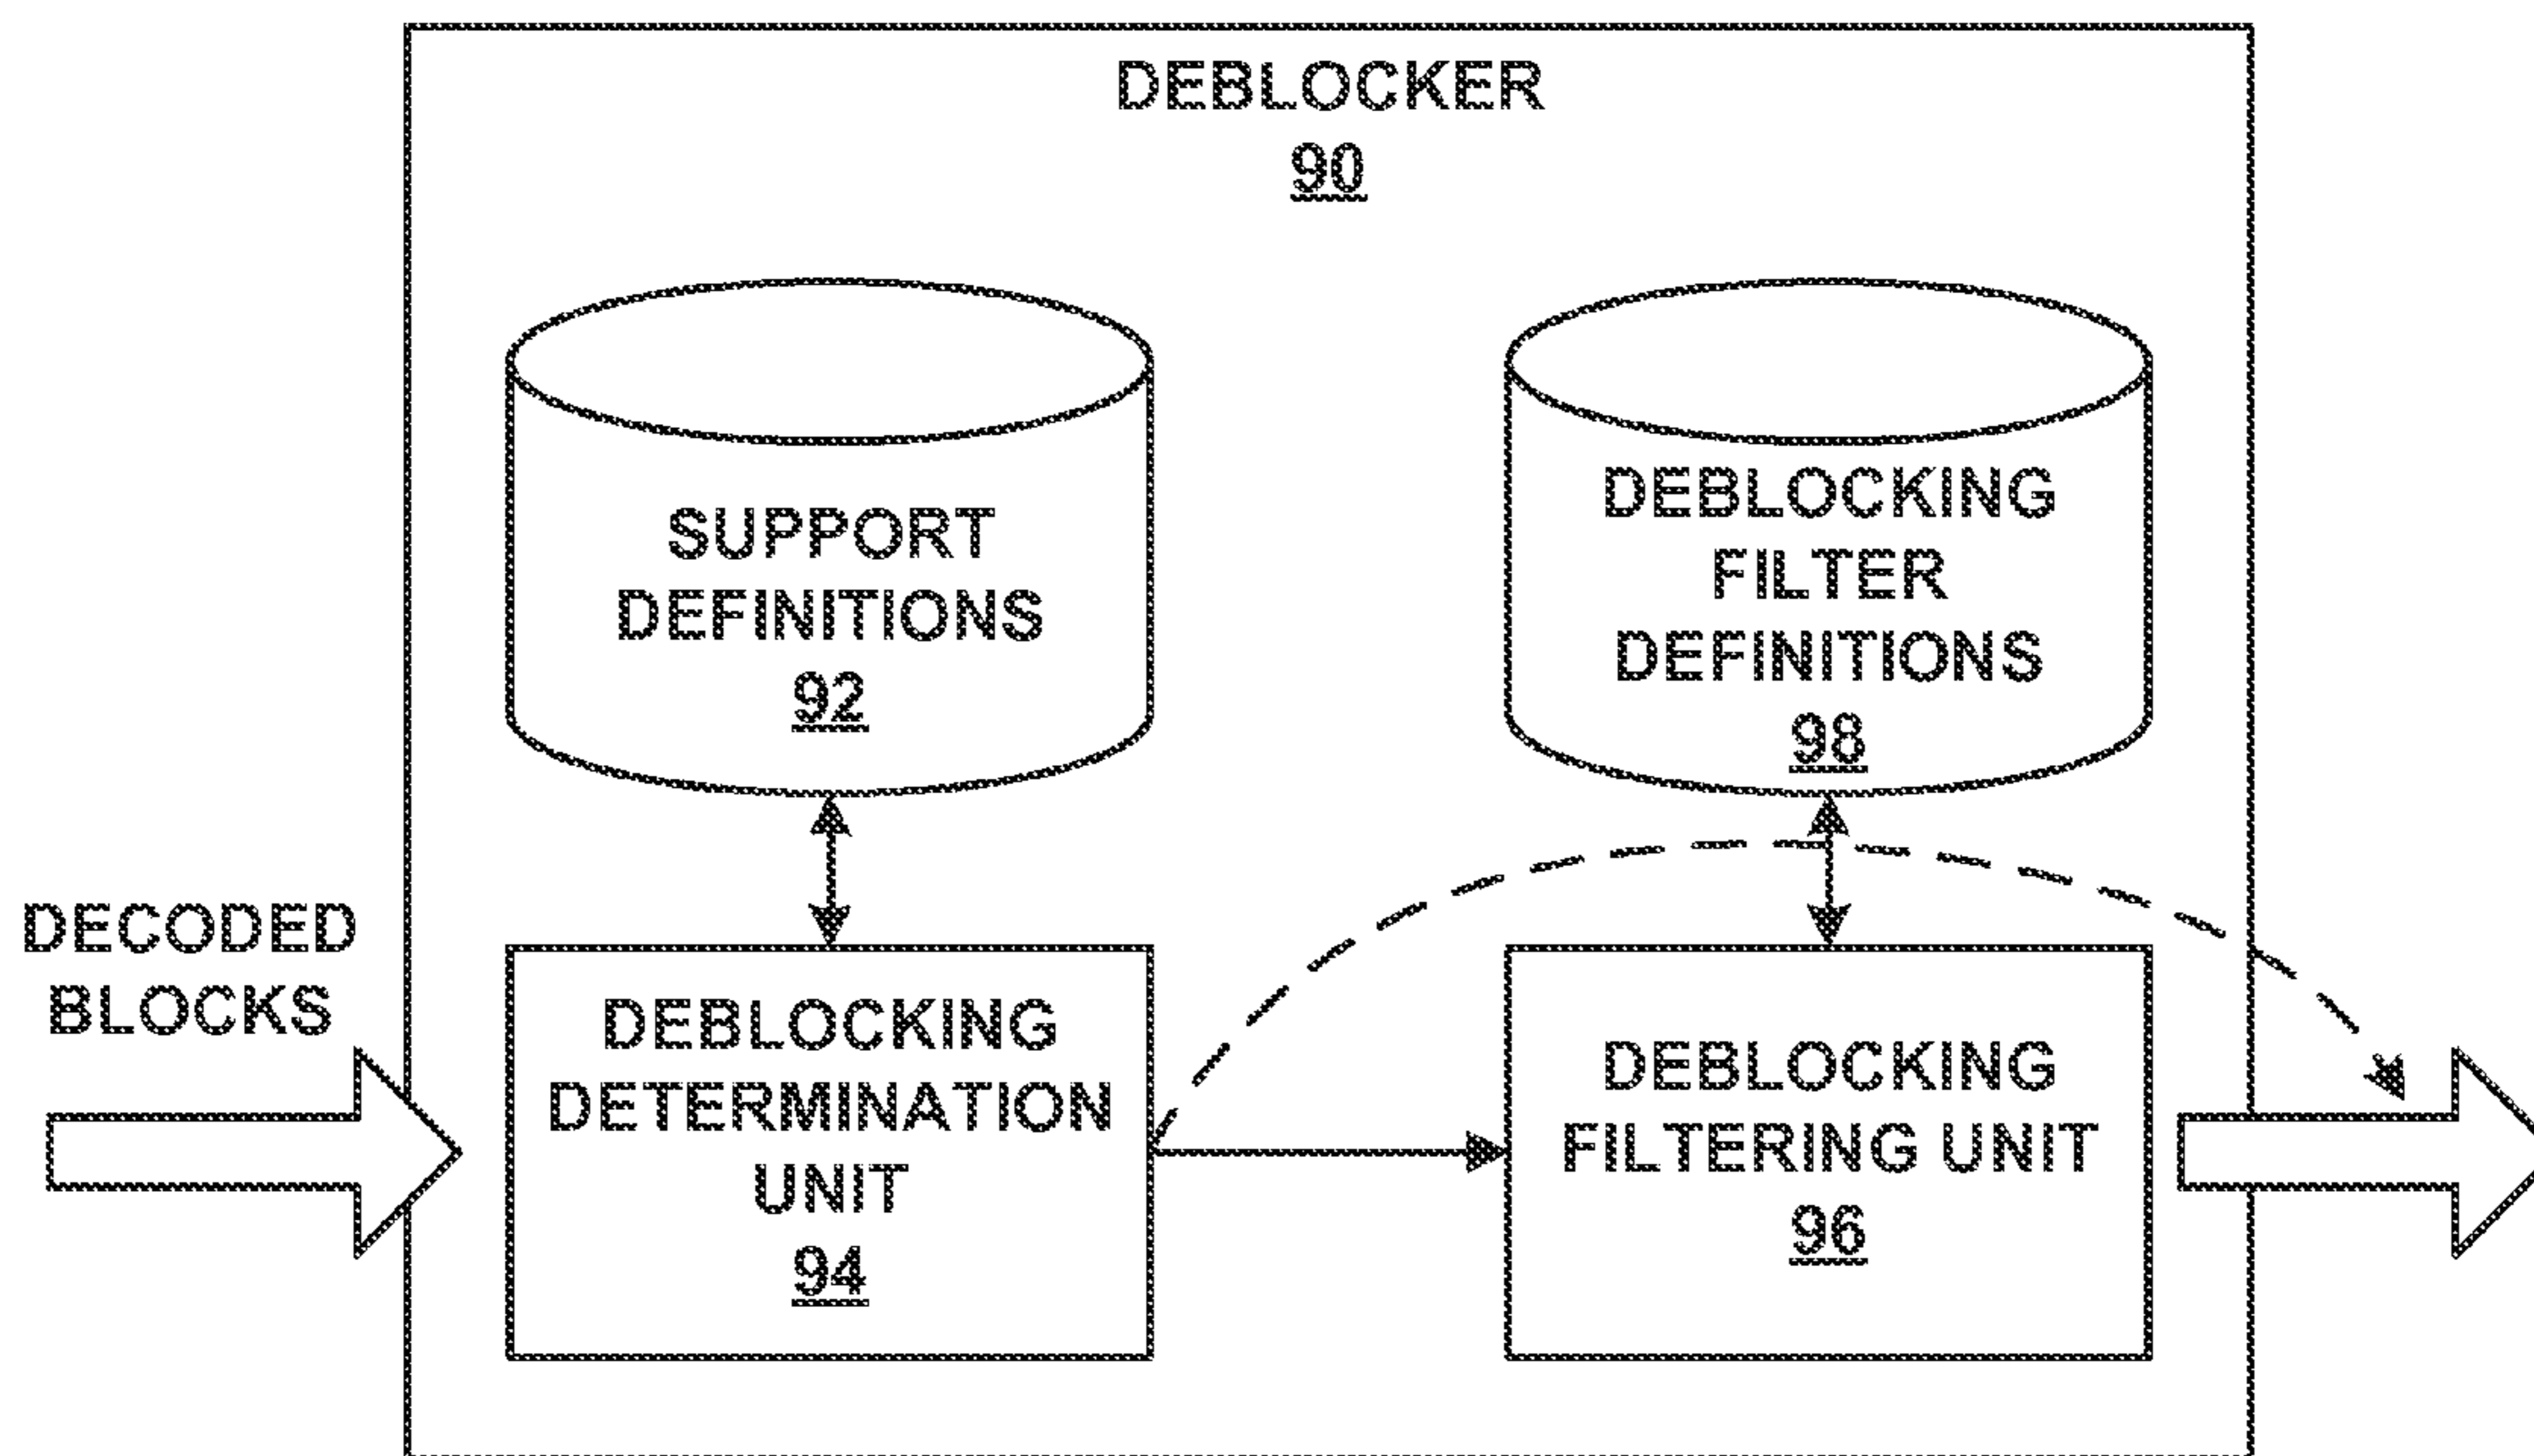 DEBLOCKER
90
SUPPORT
DEFINITIONS
92
DEBLOCKING
FILTER
DEFINITIONS
98
DECODED
BLOCKS
DEBLOCKING
DETERMINATION
UNIT
94
DEBLOCKING
FILTERING UNIT
96